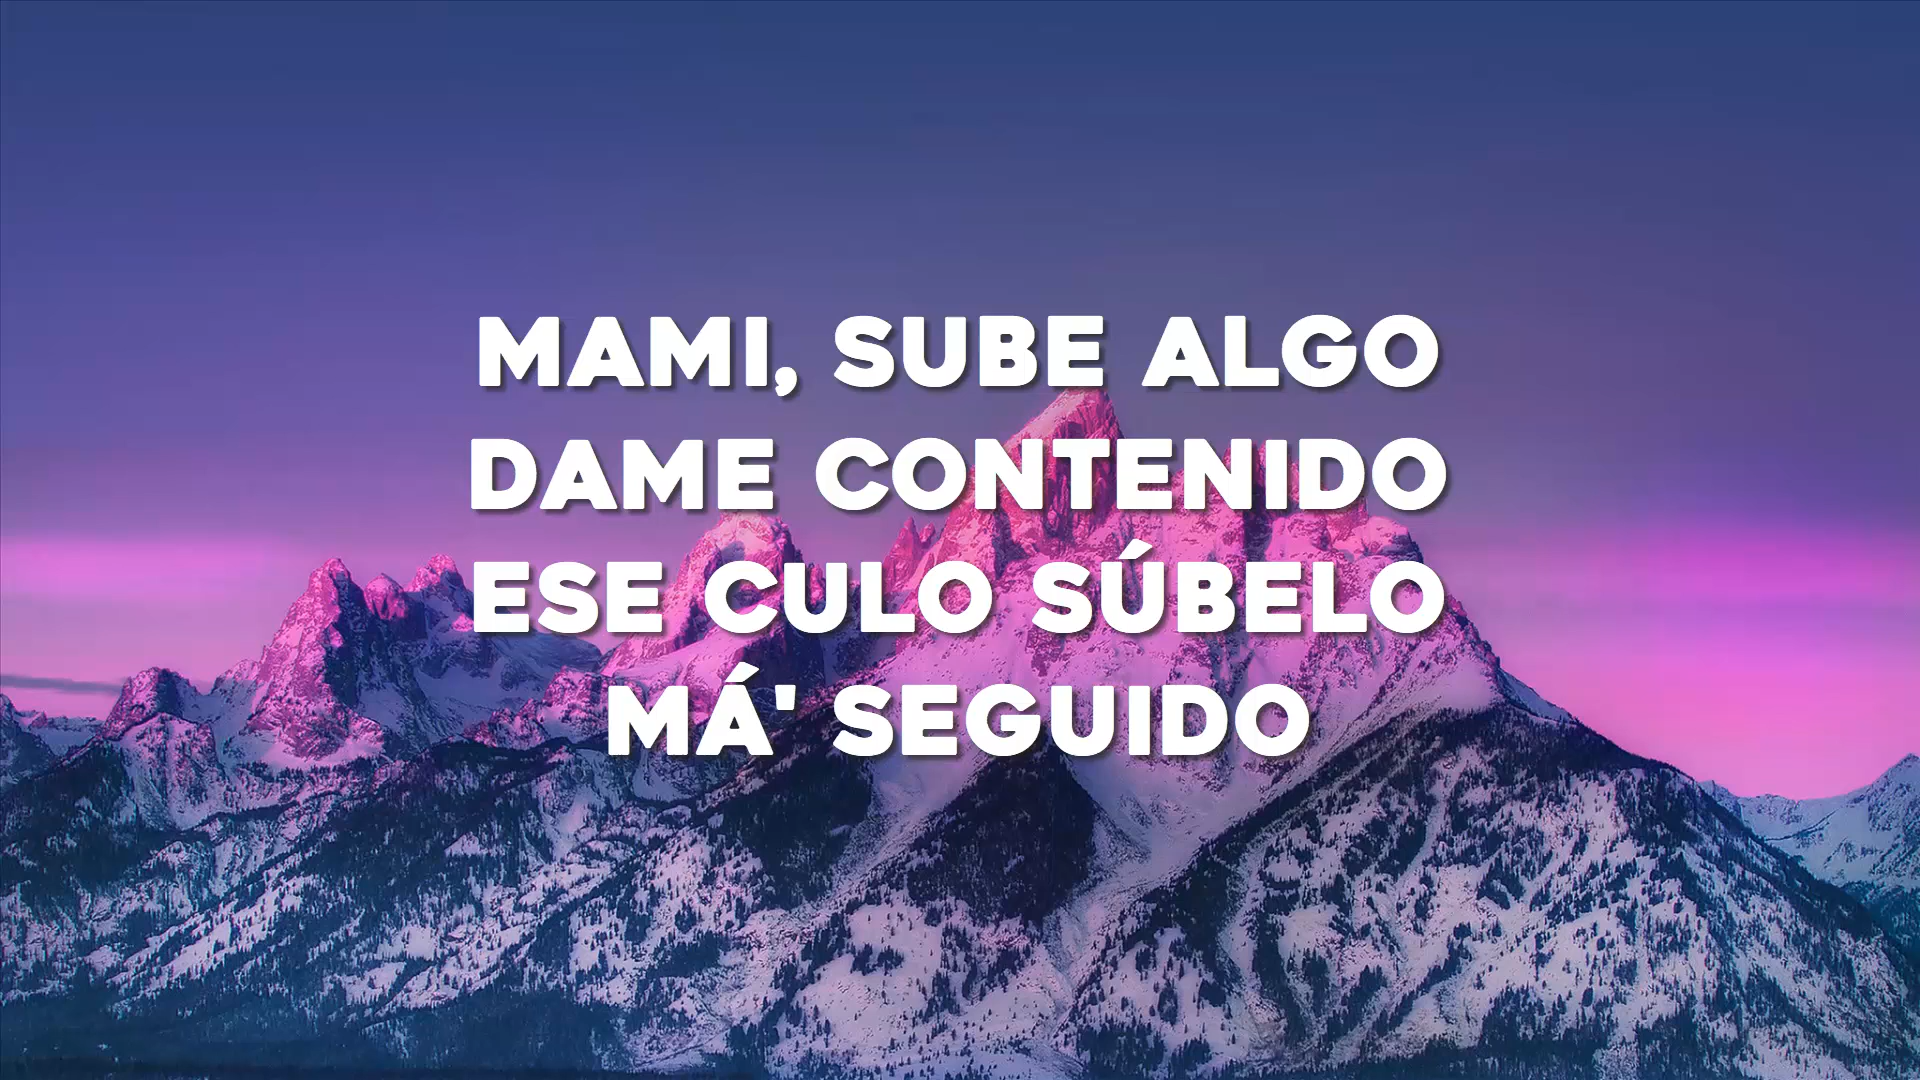 MAMI, SUBE ALGO
DAME CONTENIDO
ESE CULO SÚBELO
MÁ' SEGUIDO